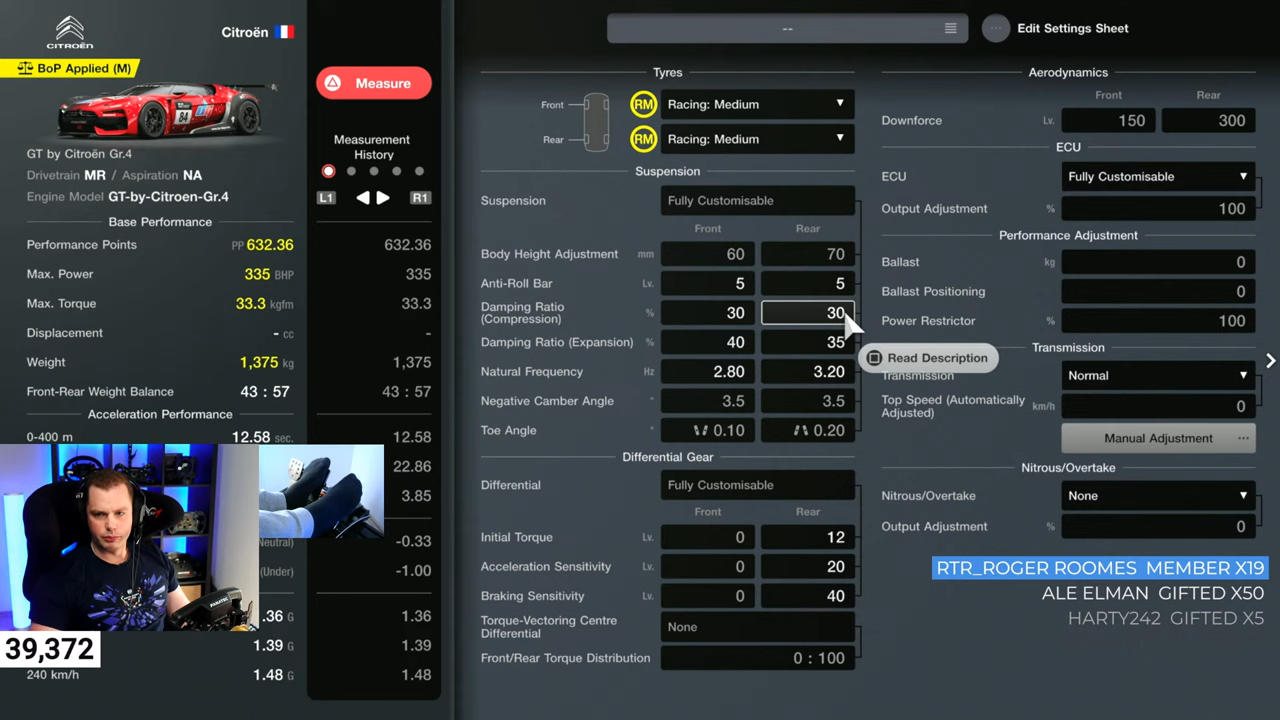 CITROËN
Citroën
BoP Applied (M)
84
GT by Citroën Gr.4
Drivetrain MR / Aspiration NA
Engine Model GT-by-Citroen-Gr.4
Base Performance
Performance Points PP 632.36
Max. Power 335 BHP
Max. Torque 33.3 kgfm
Displacement - cc
Weight 1,375 kg
Front-Rear Weight Balance 43 : 57
Acceleration Performance
0-400 m 12.58 sec.
(Neutral)
(Under)
.36 G
1.39 G
240 km/h 1.48 G
39,372
Measure
Measurement
History
L1 R1
632.36
335
33.3
-
1,375
43 : 57
12.58
22.86
3.85
-0.33
-1.00
1.36
1.39
1.48
--
Edit Settings Sheet
Tyres
Front RM Racing: Medium
Rear RM Racing: Medium
Suspension
Suspension Fully Customisable
Front Rear
Body Height Adjustment mm 60 70
Anti-Roll Bar Lv. 5 5
Damping Ratio
(Compression) % 30 30
Damping Ratio (Expansion) % 40 35
Natural Frequency Hz 2.80 3.20
Negative Camber Angle ° 3.5 3.5
Toe Angle ° 0.10 0.20
Differential Gear
Differential Fully Customisable
Front Rear
Initial Torque Lv. 0 12
Acceleration Sensitivity Lv. 0 20
Braking Sensitivity Lv. 0 40
Torque-Vectoring Centre
Differential None
Front/Rear Torque Distribution 0 : 100
Aerodynamics
Front Rear
Downforce Lv. 150 300
ECU
ECU Fully Customisable
Output Adjustment % 100
Performance Adjustment
Ballast kg 0
Ballast Positioning 0
Power Restrictor % 100
Read Description
Transmission
Transmission Normal
Top Speed (Automatically
Adjusted) km/h 0
Manual Adjustment
Nitrous/Overtake
Nitrous/Overtake None
Output Adjustment % 0
RTR_ROGER ROOMES MEMBER X19
ALE ELMAN GIFTED X50
HARTY242 GIFTED X5